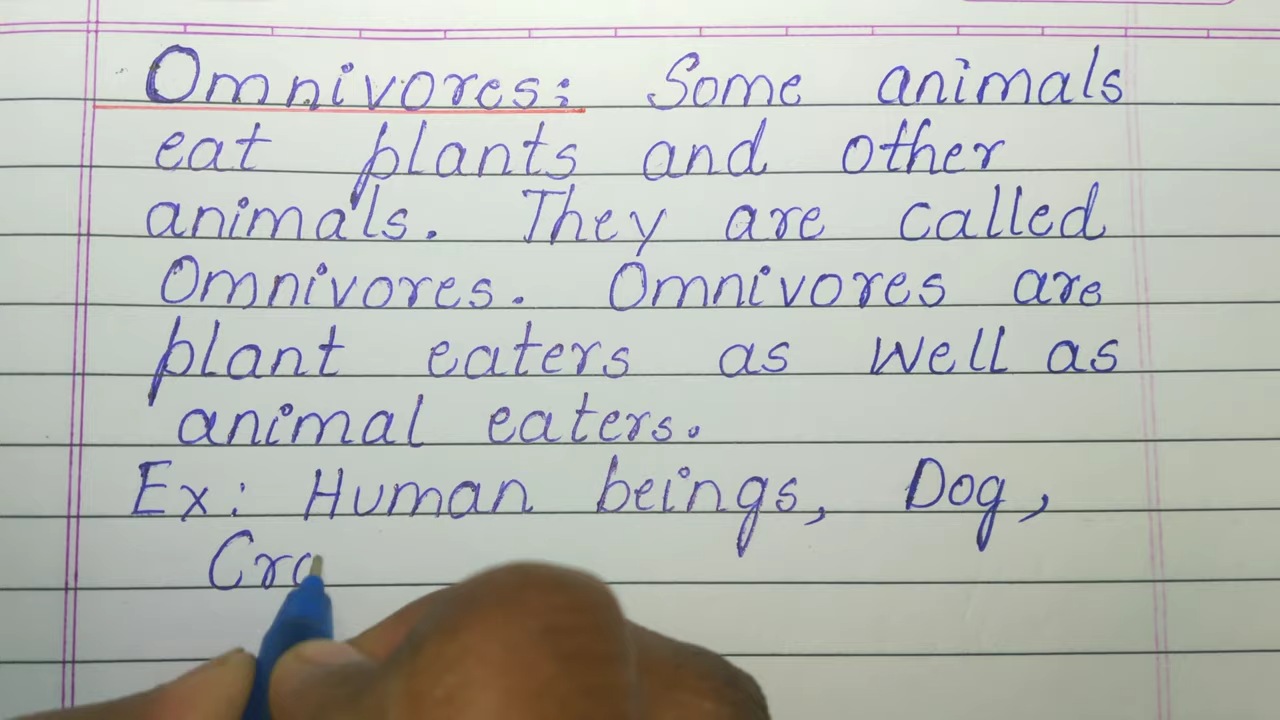 Omnivores: Some animals
eat plants and other
animals. They are called
Omnivores. Omnivores are
plant eaters as well as
animal eaters.
Ex: Human beings, Dog,